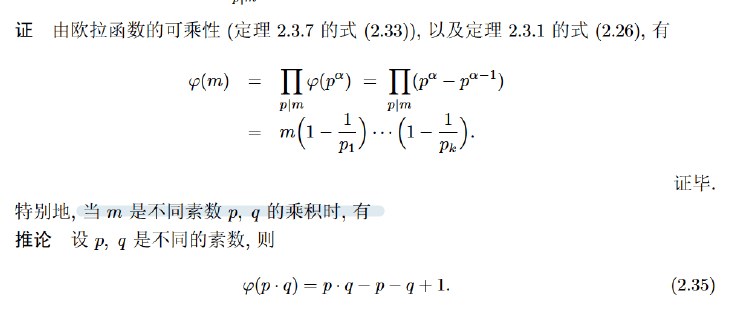 p|m
证 由欧拉函数的可乘性 (定理 2.3.7 的式 (2.33)), 以及定理 2.3.1 的式 (2.26), 有
φ(m) = ∏_{p|m} φ(p^α) = ∏_{p|m} (p^α − p^{α−1})
= m(1 − 1/p₁) ⋯ (1 − 1/p_k).
证毕.
特别地, 当 m 是不同素数 p, q 的乘积时, 有
推论 设 p, q 是不同的素数, 则
φ(p · q) = p · q − p − q + 1. (2.35)